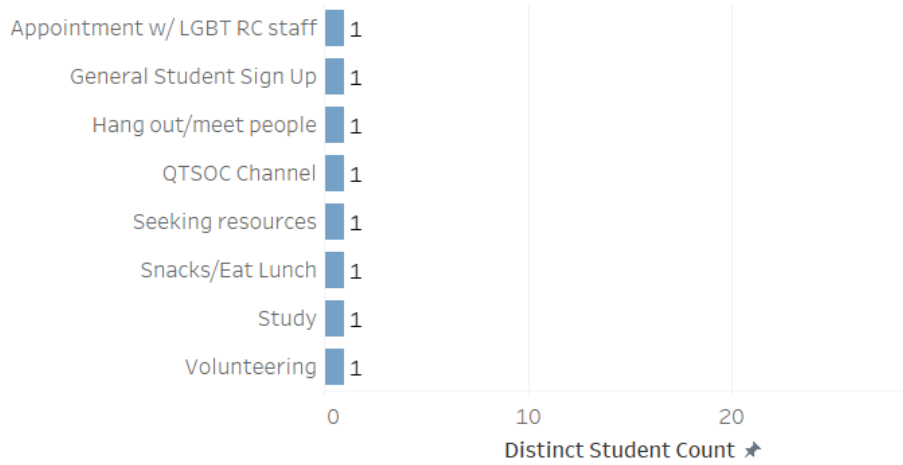 Appointment w/ LGBT RC staff 1
General Student Sign Up 1
Hang out/meet people 1
QTSOC Channel 1
Seeking resources 1
Snacks/Eat Lunch 1
Study 1
Volunteering 1
0 10 20
Distinct Student Count